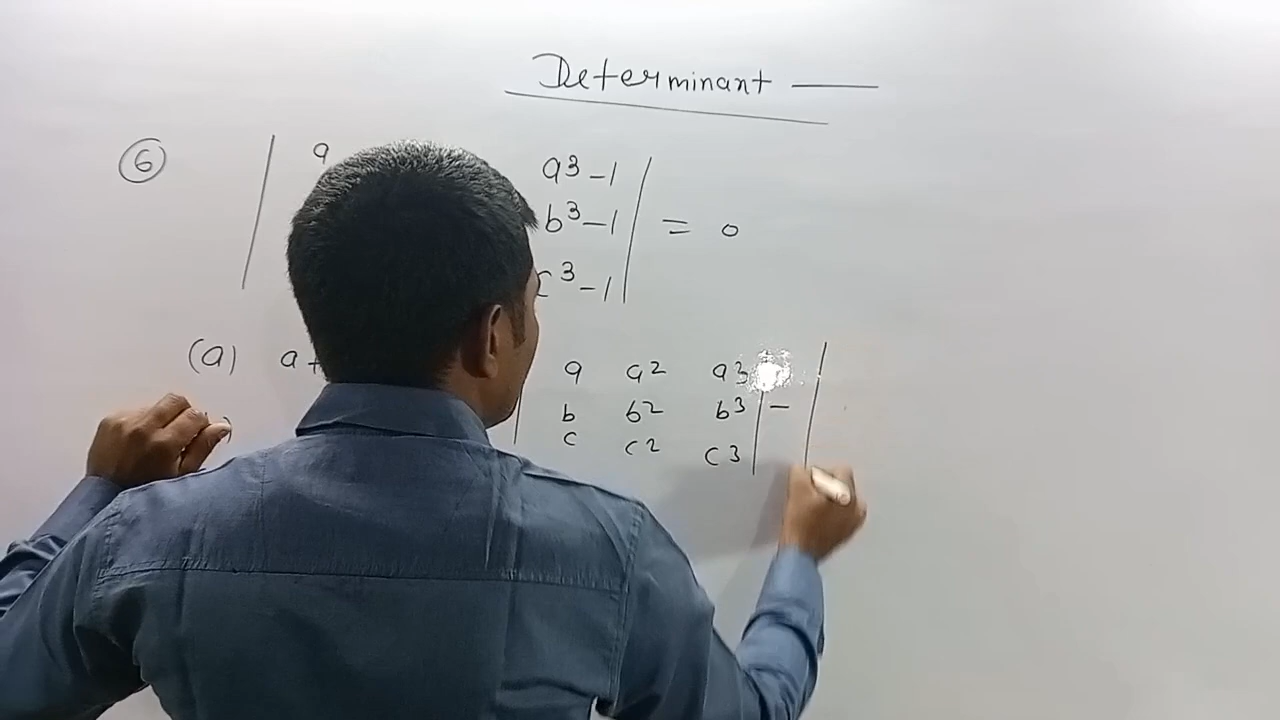 Determinant —
6 | a a3 - 1 |
b3 - 1 | = 0
c3 - 1 |
(a) a + | a a2 a3 | - |
b b2 b3
c c2 c3